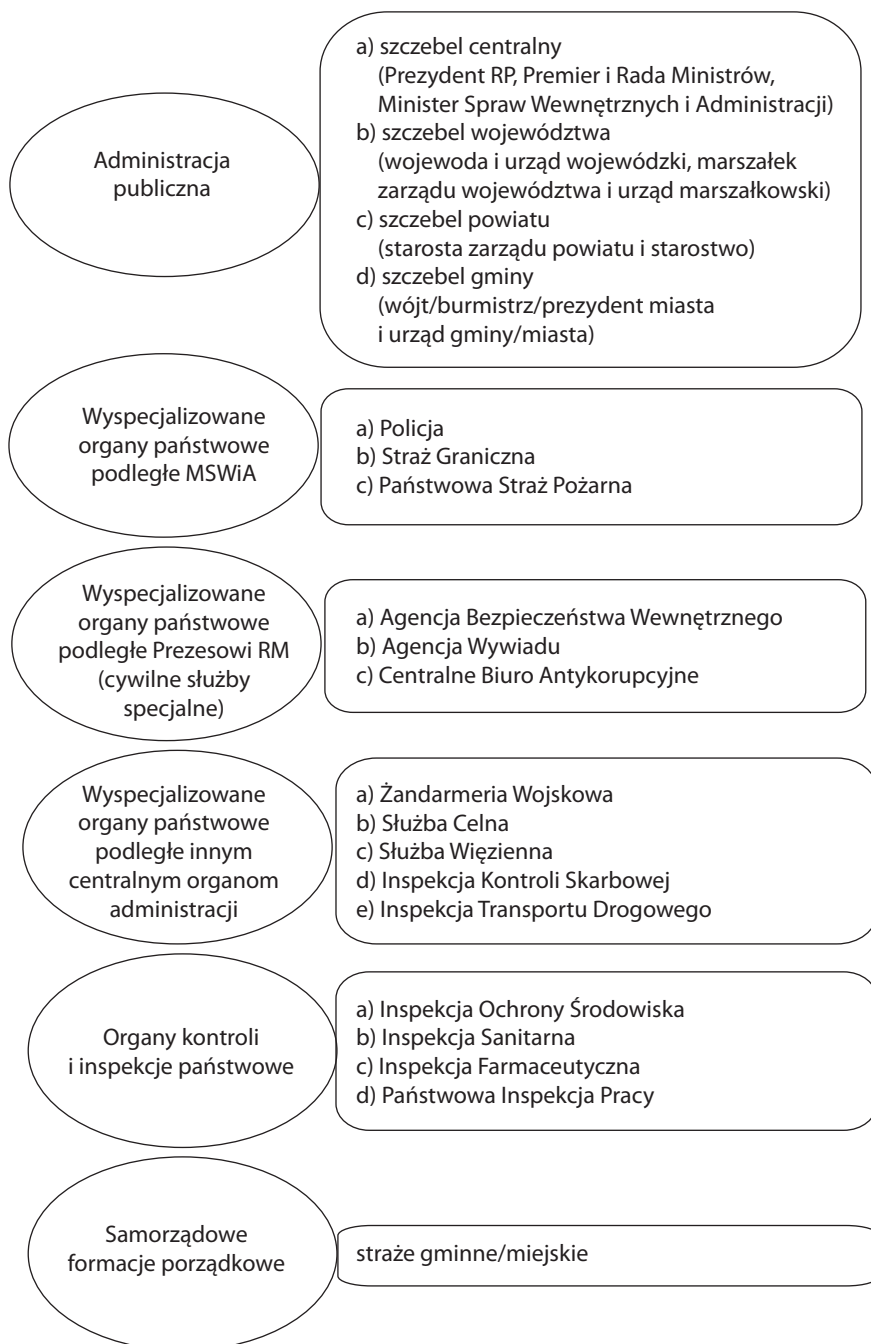 Administracja
publiczna
a) szczebel centralny
(Prezydent RP, Premier i Rada Ministrów,
Minister Spraw Wewnętrznych i Administracji)
b) szczebel województwa
(wojewoda i urząd wojewódzki, marszałek
zarządu województwa i urząd marszałkowski)
c) szczebel powiatu
(starosta zarządu powiatu i starostwo)
d) szczebel gminy
(wójt/burmistrz/prezydent miasta
i urząd gminy/miasta)
Wyspecjalizowane
organy państwowe
podległe MSWiA
a) Policja
b) Straż Graniczna
c) Państwowa Straż Pożarna
Wyspecjalizowane
organy państwowe
podległe Prezesowi RM
(cywilne służby
specjalne)
a) Agencja Bezpieczeństwa Wewnętrznego
b) Agencja Wywiadu
c) Centralne Biuro Antykorupcyjne
Wyspecjalizowane
organy państwowe
podległe innym
centralnym organom
administracji
a) Żandarmeria Wojskowa
b) Służba Celna
c) Służba Więzienna
d) Inspekcja Kontroli Skarbowej
e) Inspekcja Transportu Drogowego
Organy kontroli
i inspekcje państwowe
a) Inspekcja Ochrony Środowiska
b) Inspekcja Sanitarna
c) Inspekcja Farmaceutyczna
d) Państwowa Inspekcja Pracy
Samorządowe
formacje porządkowe
straże gminne/miejskie